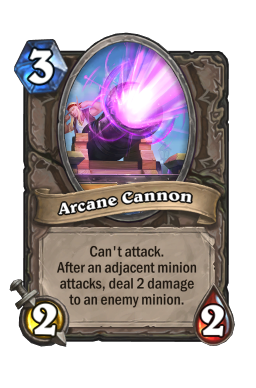 3
Arcane Cannon
Can't attack.
After an adjacent minion
attacks, deal 2 damage
to an enemy minion.
2 2